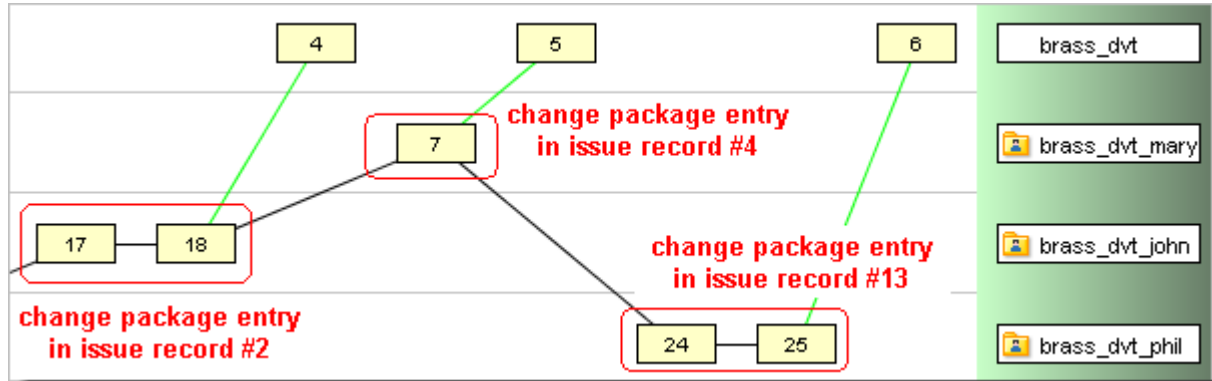 4
5
6
brass_dvt
change package entry
in issue record #4
7
brass_dvt_mary
17
18
change package entry
in issue record #13
brass_dvt_john
change package entry
in issue record #2
24
25
brass_dvt_phil